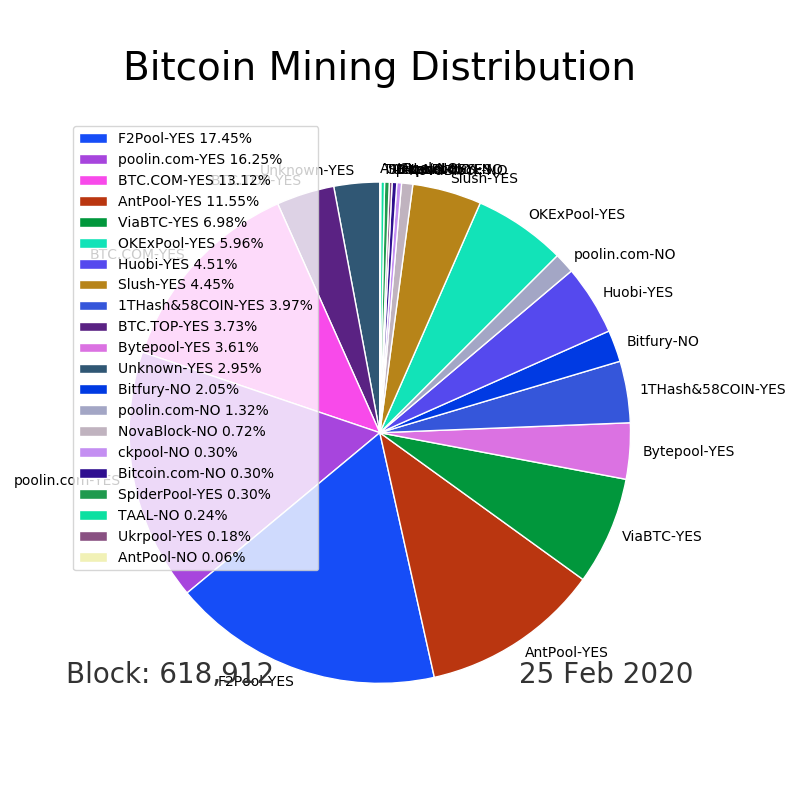 Bitcoin Mining Distribution
F2Pool-YES 17.45%
poolin.com-YES 16.25%
BTC.COM-YES 13.12%
AntPool-YES 11.55%
ViaBTC-YES 6.98%
OKExPool-YES 5.96%
Huobi-YES 4.51%
Slush-YES 4.45%
1THash&58COIN-YES 3.97%
BTC.TOP-YES 3.73%
Bytepool-YES 3.61%
Unknown-YES 2.95%
Bitfury-NO 2.05%
poolin.com-NO 1.32%
NovaBlock-NO 0.72%
ckpool-NO 0.30%
Bitcoin.com-NO 0.30%
SpiderPool-YES 0.30%
TAAL-NO 0.24%
Ukrpool-YES 0.18%
AntPool-NO 0.06%
Unknown-YES
BTC.COM-YES
poolin.com-YES
F2Pool-YES
Slush-YES
OKExPool-YES
poolin.com-NO
Huobi-YES
Bitfury-NO
1THash&58COIN-YES
Bytepool-YES
ViaBTC-YES
AntPool-YES
Block: 618,912
25 Feb 2020